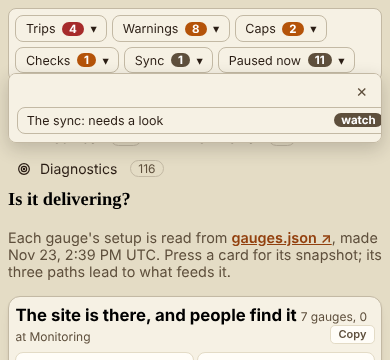 Trips 4 ▾ Warnings 8 ▾ Caps 2 ▾
Checks 1 ▾ Sync 1 ▾ Paused now 11 ▾
×
The sync: needs a look watch
Diagnostics 116
Is it delivering?
Each gauge's setup is read from gauges.json ↗, made
Nov 23, 2:39 PM UTC. Press a card for its snapshot; its
three paths lead to what feeds it.
The site is there, and people find it 7 gauges, 0
at Monitoring
Copy